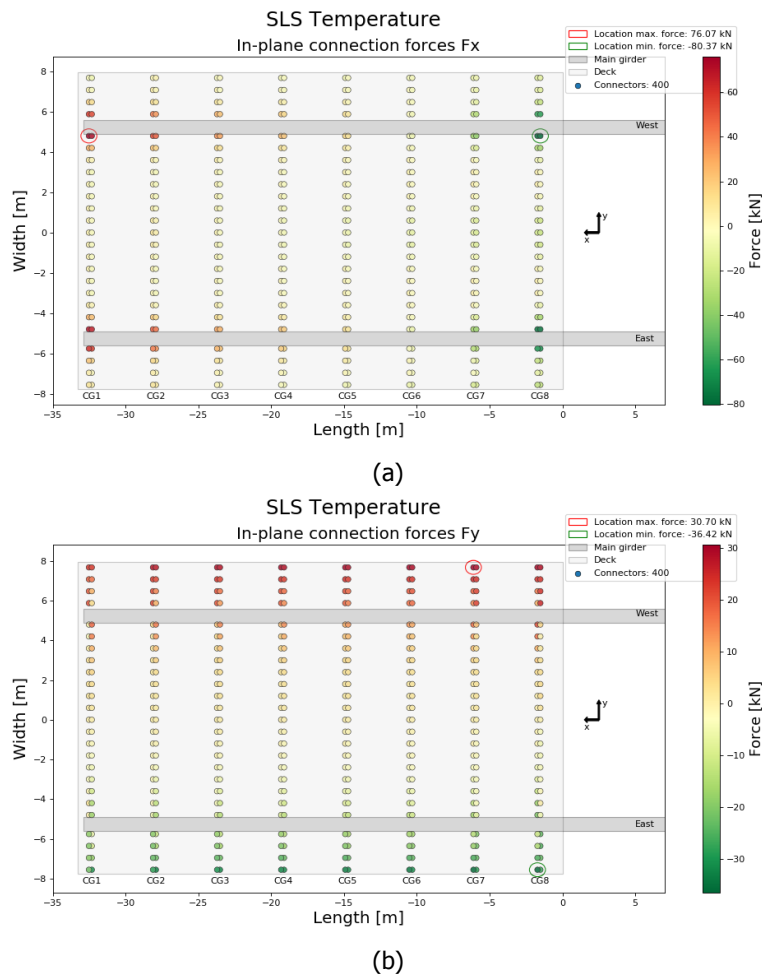 SLS Temperature
In-plane connection forces Fx
Location max. force: 76.07 kN
Location min. force: -80.37 kN
Main girder
Deck
Connectors: 400
8
6
4
2
0
−2
−4
−6
−8
Width [m]
West
East
y
x
CG1 CG2 CG3 CG4 CG5 CG6 CG7 CG8
−35 −30 −25 −20 −15 −10 −5 0 5
Length [m]
60
40
20
0
−20
−40
−60
−80
Force [kN]
(a)
SLS Temperature
In-plane connection forces Fy
Location max. force: 30.70 kN
Location min. force: -36.42 kN
Main girder
Deck
Connectors: 400
8
6
4
2
0
−2
−4
−6
−8
Width [m]
West
East
y
x
CG1 CG2 CG3 CG4 CG5 CG6 CG7 CG8
−35 −30 −25 −20 −15 −10 −5 0 5
Length [m]
30
20
10
0
−10
−20
−30
Force [kN]
(b)